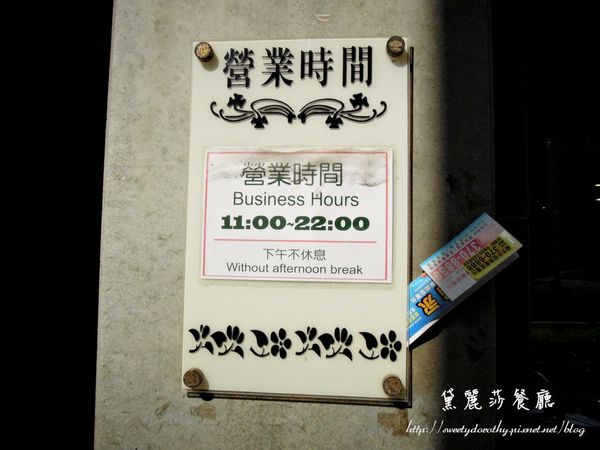 營業時間
營業時間
Business Hours
11:00~22:00
下午不休息
Without afternoon break
黛麗莎餐廳
http://sweetydorothy.pixnet.net/blog